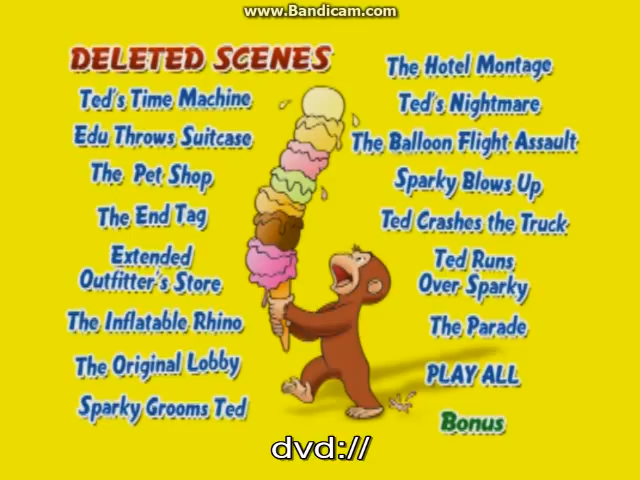 www.Bandicam.com
DELETED SCENES
Ted's Time Machine
Edu Throws Suitcase
The Pet Shop
The End Tag
Extended
Outfitter's Store
The Inflatable Rhino
The Original Lobby
Sparky Grooms Ted
The Hotel Montage
Ted's Nightmare
The Balloon Flight Assault
Sparky Blows Up
Ted Crashes the Truck
Ted Runs
Over Sparky
The Parade
PLAY ALL
Bonus
dvd://